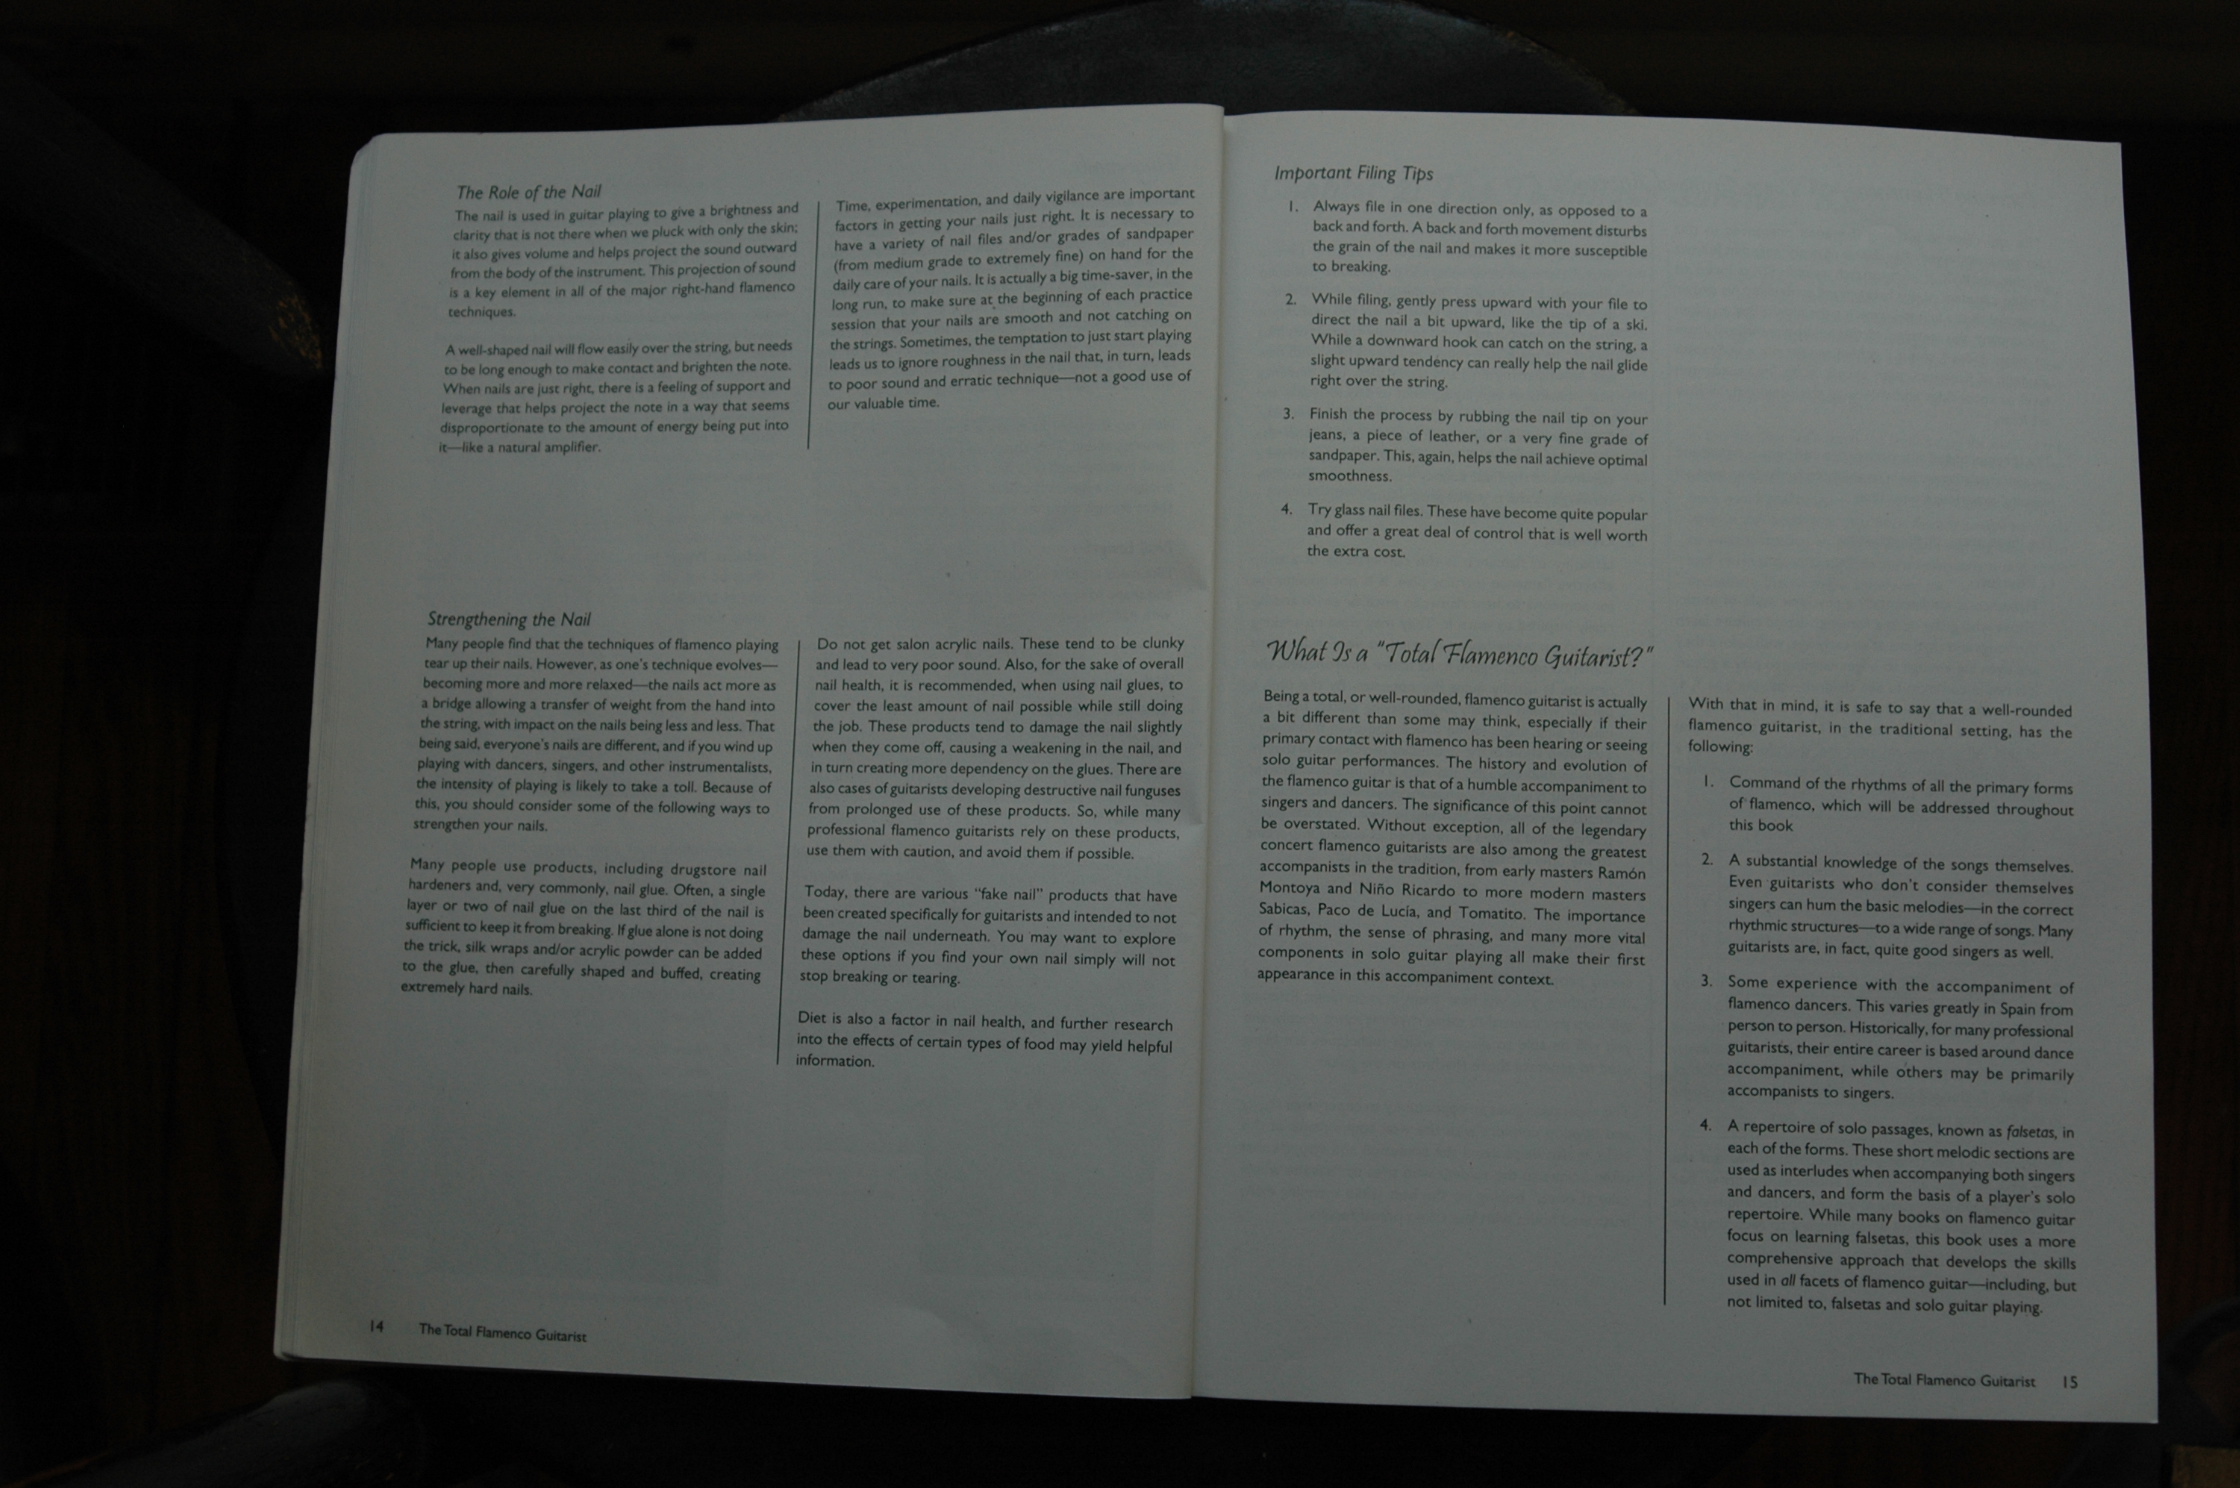 The Role of the Nail
The nail is used in guitar playing to give a brightness and
clarity that is not there when we pluck with only the skin;
it also gives volume and helps project the sound outward
from the body of the instrument. This projection of sound
is a key element in all of the major right-hand flamenco
techniques.
A well-shaped nail will flow easily over the string, but needs
to be long enough to make contact and brighten the note.
When nails are just right, there is a feeling of support and
leverage that helps project the note in a way that seems
disproportionate to the amount of energy being put into
it—like a natural amplifier.
Time, experimentation, and daily vigilance are important
factors in getting your nails just right. It is necessary to
have a variety of nail files and/or grades of sandpaper
(from medium grade to extremely fine) on hand for the
daily care of your nails. It is actually a big time-saver, in the
long run, to make sure at the beginning of each practice
session that your nails are smooth and not catching on
the strings. Sometimes, the temptation to just start playing
leads us to ignore roughness in the nail that, in turn, leads
to poor sound and erratic technique—not a good use of
our valuable time.
Strengthening the Nail
Many people find that the techniques of flamenco playing
tear up their nails. However, as one's technique evolves—
becoming more and more relaxed—the nails act more as
a bridge allowing a transfer of weight from the hand into
the string, with impact on the nails being less and less. That
being said, everyone's nails are different, and if you wind up
playing with dancers, singers, and other instrumentalists,
the intensity of playing is likely to take a toll. Because of
this, you should consider some of the following ways to
strengthen your nails.
Many people use products, including drugstore nail
hardeners and, very commonly, nail glue. Often, a single
layer or two of nail glue on the last third of the nail is
sufficient to keep it from breaking. If glue alone is not doing
the trick, silk wraps and/or acrylic powder can be added
to the glue, then carefully shaped and buffed, creating
extremely hard nails.
Do not get salon acrylic nails. These tend to be clunky
and lead to very poor sound. Also, for the sake of overall
nail health, it is recommended, when using nail glues, to
cover the least amount of nail possible while still doing
the job. These products tend to damage the nail slightly
when they come off, causing a weakening in the nail, and
in turn creating more dependency on the glues. There are
also cases of guitarists developing destructive nail funguses
from prolonged use of these products. So, while many
professional flamenco guitarists rely on these products,
use them with caution, and avoid them if possible.
Today, there are various "fake nail" products that have
been created specifically for guitarists and intended to not
damage the nail underneath. You may want to explore
these options if you find your own nail simply will not
stop breaking or tearing.
Diet is also a factor in nail health, and further research
into the effects of certain types of food may yield helpful
information.
14 The Total Flamenco Guitarist
Important Filing Tips
1. Always file in one direction only, as opposed to a
back and forth. A back and forth movement disturbs
the grain of the nail and makes it more susceptible
to breaking.
2. While filing, gently press upward with your file to
direct the nail a bit upward, like the tip of a ski.
While a downward hook can catch on the string, a
slight upward tendency can really help the nail glide
right over the string.
3. Finish the process by rubbing the nail tip on your
jeans, a piece of leather, or a very fine grade of
sandpaper. This, again, helps the nail achieve optimal
smoothness.
4. Try glass nail files. These have become quite popular
and offer a great deal of control that is well worth
the extra cost.
What Is a "Total Flamenco Guitarist?"
Being a total, or well-rounded, flamenco guitarist is actually
a bit different than some may think, especially if their
primary contact with flamenco has been hearing or seeing
solo guitar performances. The history and evolution of
the flamenco guitar is that of a humble accompaniment to
singers and dancers. The significance of this point cannot
be overstated. Without exception, all of the legendary
concert flamenco guitarists are also among the greatest
accompanists in the tradition, from early masters Ramón
Montoya and Niño Ricardo to more modern masters
Sabicas, Paco de Lucía, and Tomatito. The importance
of rhythm, the sense of phrasing, and many more vital
components in solo guitar playing all make their first
appearance in this accompaniment context.
With that in mind, it is safe to say that a well-rounded
flamenco guitarist, in the traditional setting, has the
following:
1. Command of the rhythms of all the primary forms
of flamenco, which will be addressed throughout
this book
2. A substantial knowledge of the songs themselves.
Even guitarists who don't consider themselves
singers can hum the basic melodies—in the correct
rhythmic structures—to a wide range of songs. Many
guitarists are, in fact, quite good singers as well.
3. Some experience with the accompaniment of
flamenco dancers. This varies greatly in Spain from
person to person. Historically, for many professional
guitarists, their entire career is based around dance
accompaniment, while others may be primarily
accompanists to singers.
4. A repertoire of solo passages, known as falsetas, in
each of the forms. These short melodic sections are
used as interludes when accompanying both singers
and dancers, and form the basis of a player's solo
repertoire. While many books on flamenco guitar
focus on learning falsetas, this book uses a more
comprehensive approach that develops the skills
used in all facets of flamenco guitar—including, but
not limited to, falsetas and solo guitar playing.
The Total Flamenco Guitarist 15